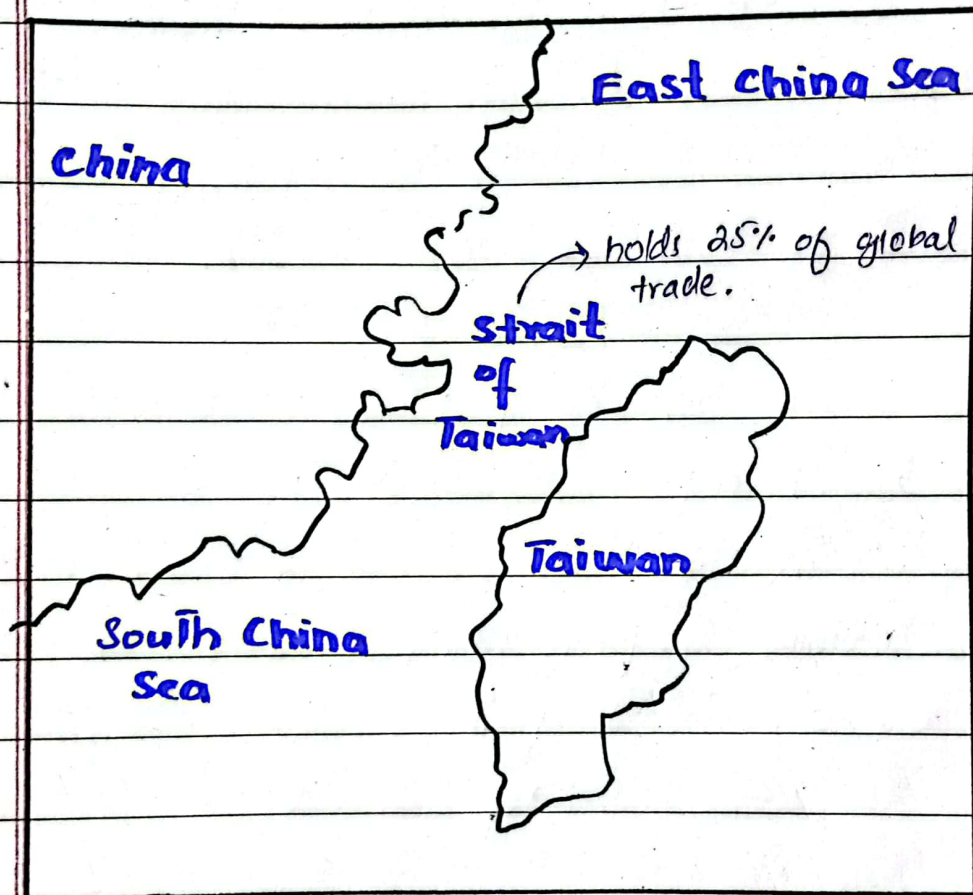 East China Sea
China
holds 25% of global
trade.
Strait
of
Taiwan
Taiwan
South China
Sea